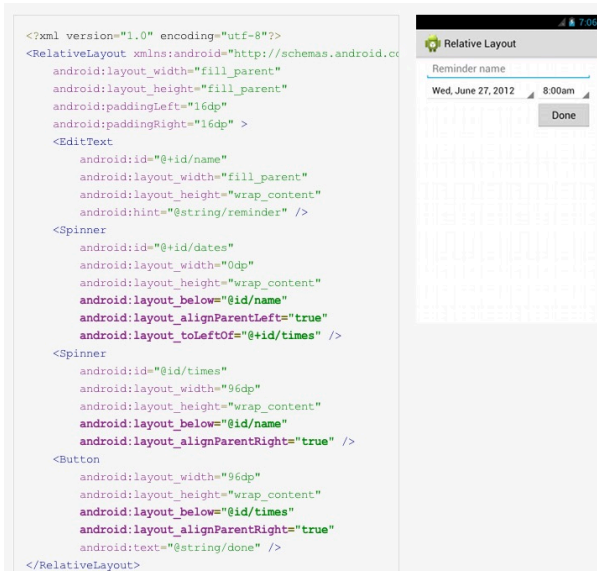 <?xml version="1.0" encoding="utf-8"?>
<RelativeLayout xmlns:android="http://schemas.android.co
android:layout_width="fill_parent"
android:layout_height="fill_parent"
android:paddingLeft="16dp"
android:paddingRight="16dp" >
<EditText
android:id="@+id/name"
android:layout_width="fill_parent"
android:layout_height="wrap_content"
android:hint="@string/reminder" />
<Spinner
android:id="@+id/dates"
android:layout_width="0dp"
android:layout_height="wrap_content"
android:layout_below="@id/name"
android:layout_alignParentLeft="true"
android:layout_toLeftOf="@+id/times" />
<Spinner
android:id="@id/times"
android:layout_width="96dp"
android:layout_height="wrap_content"
android:layout_below="@id/name"
android:layout_alignParentRight="true" />
<Button
android:layout_width="96dp"
android:layout_height="wrap_content"
android:layout_below="@id/times"
android:layout_alignParentRight="true"
android:text="@string/done" />
</RelativeLayout>
7:06
Relative Layout
Reminder name
Wed, June 27, 2012 8:00am
Done